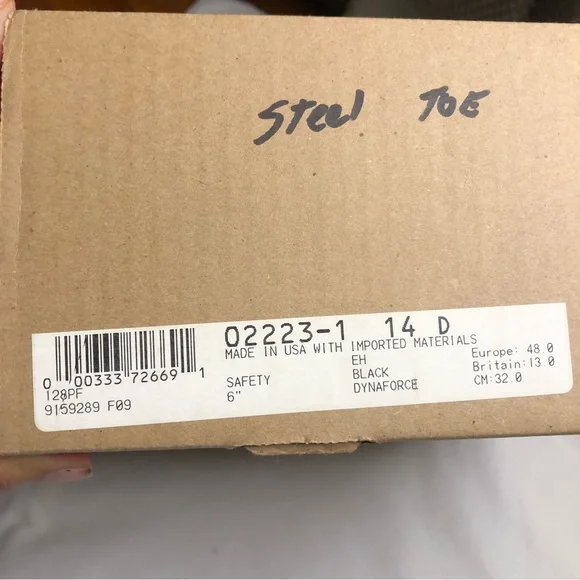 Steel TOE
02223-1 14 D
MADE IN USA WITH IMPORTED MATERIALS
0 00333 72669 1
128PF
9159289 F09
SAFETY
6"
EH
BLACK
DYNAFORCE
Europe: 48.0
Britain: 13.0
CM: 32.0